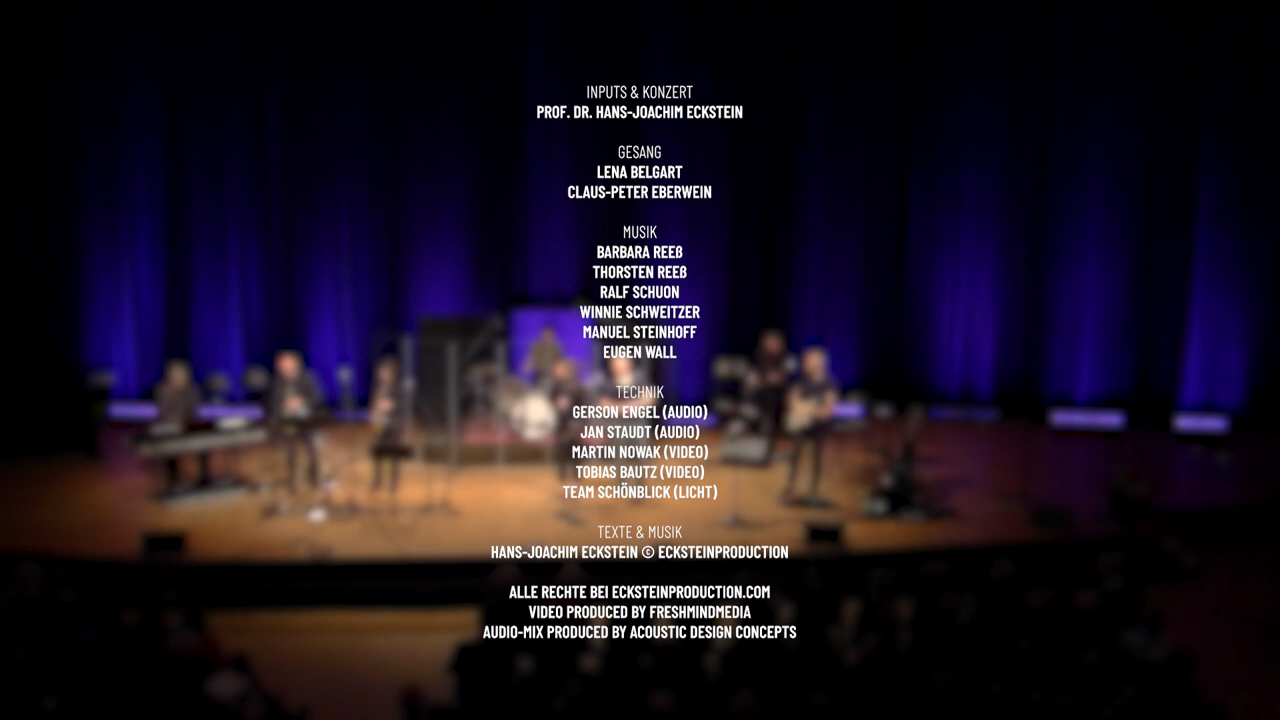 INPUTS & KONZERT
PROF. DR. HANS-JOACHIM ECKSTEIN
GESANG
LENA BELGART
CLAUS-PETER EBERWEIN
MUSIK
BARBARA REEß
THORSTEN REEß
RALF SCHUON
WINNIE SCHWEITZER
MANUEL STEINHOFF
EUGEN WALL
TECHNIK
GERSON ENGEL (AUDIO)
JAN STAUDT (AUDIO)
MARTIN NOWAK (VIDEO)
TOBIAS BAUTZ (VIDEO)
TEAM SCHÖNBLICK (LICHT)
TEXTE & MUSIK
HANS-JOACHIM ECKSTEIN © ECKSTEINPRODUCTION
ALLE RECHTE BEI ECKSTEINPRODUCTION.COM
VIDEO PRODUCED BY FRESHMINDMEDIA
AUDIO-MIX PRODUCED BY ACOUSTIC DESIGN CONCEPTS